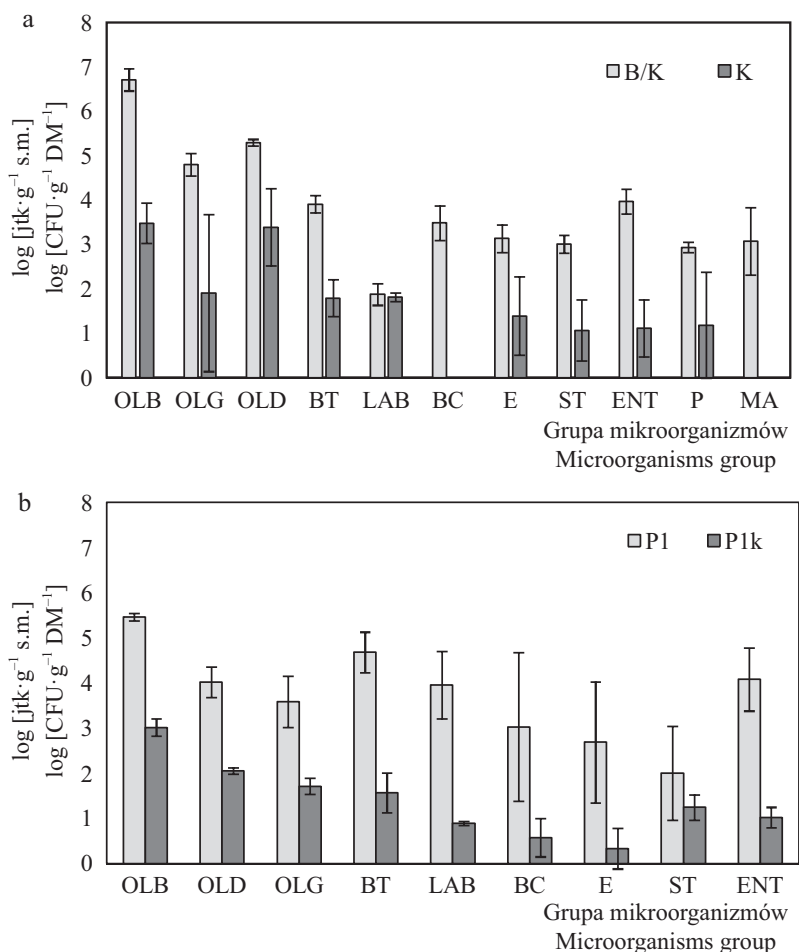 a
8
7
6
5
4
3
2
1
0
log [jtk·g⁻¹ s.m.]
log [CFU·g⁻¹ DM⁻¹]
B/K K
OLB OLG OLD BT LAB BC E ST ENT P MA
Grupa mikroorganizmów
Microorganisms group
b
8
7
6
5
4
3
2
1
0
log [jtk·g⁻¹ s.m.]
log [CFU·g⁻¹ DM⁻¹]
P1 P1k
OLB OLD OLG BT LAB BC E ST ENT
Grupa mikroorganizmów
Microorganisms group